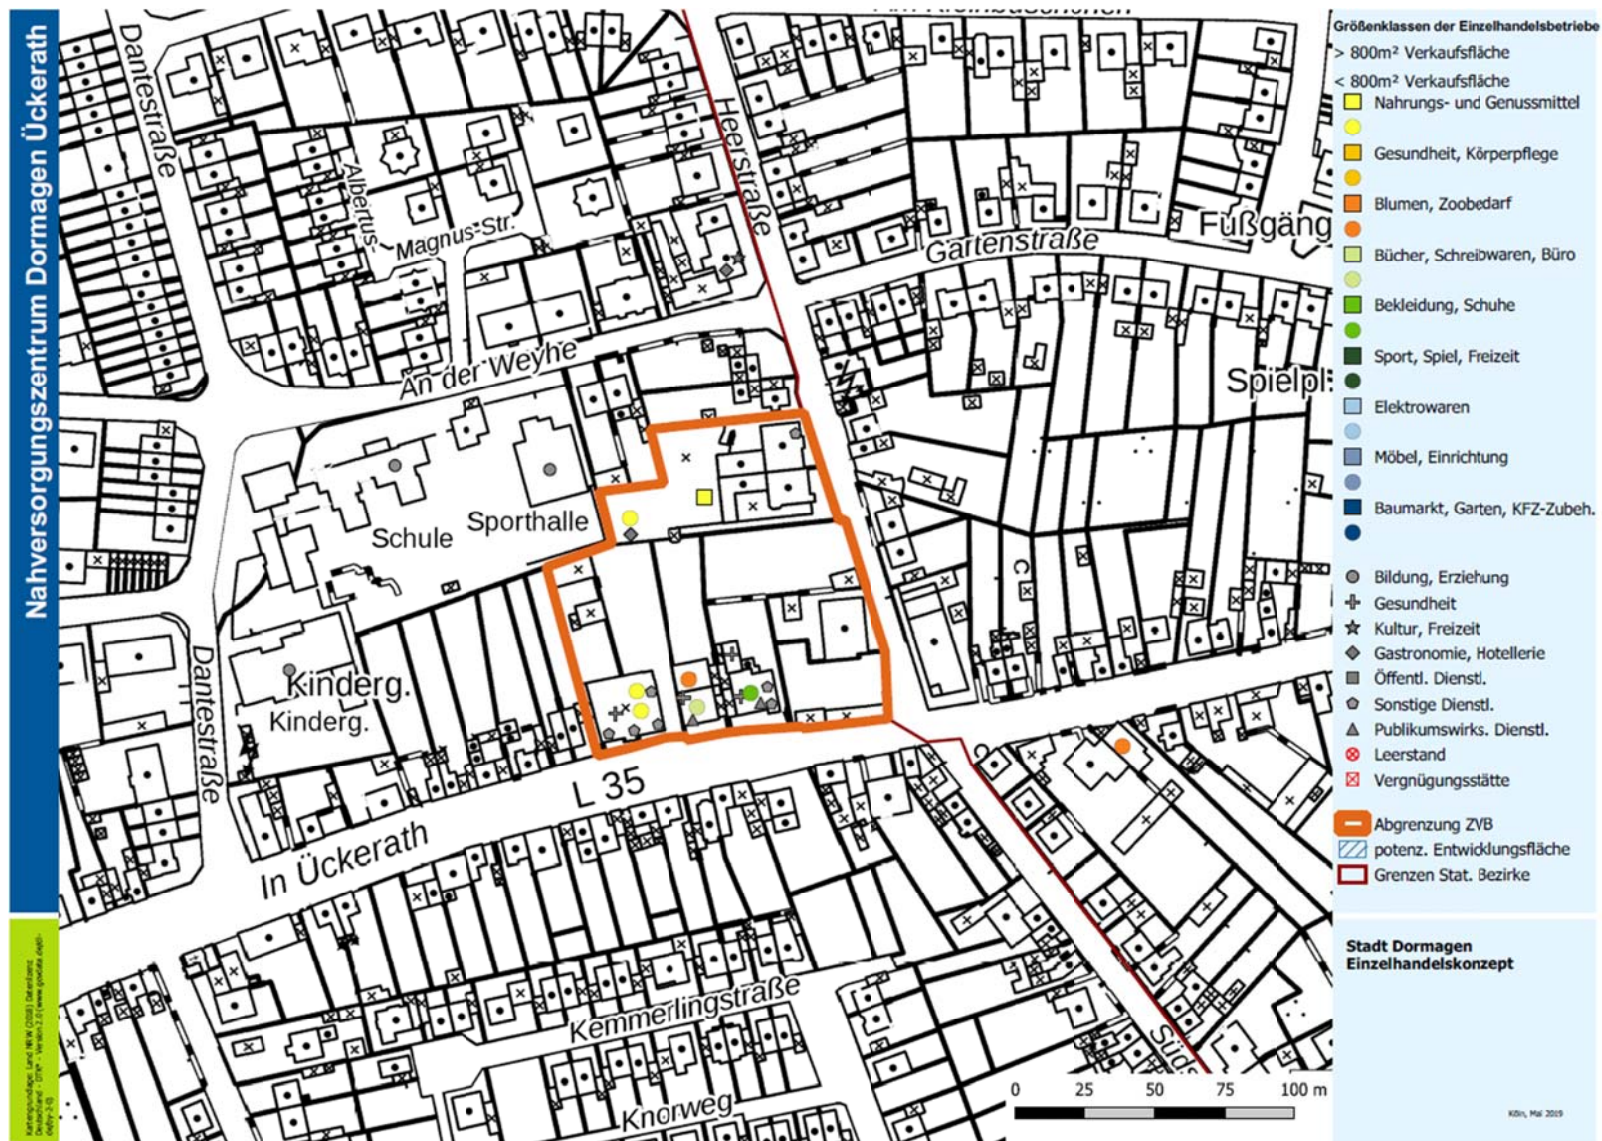 Nahversorgungszentrum Dormagen Ückerath
Dantestraße
Albertus-
Magnus-Str.
Heerstraße
Gartenstraße
Fußgäng
An der Weyhe
Spielpl
Schule
Sporthalle
Kinderg.
Kinderg.
Dantestraße
L 35
In Ückerath
Kemmerlingstraße
Knorweg
Süd
0 25 50 75 100 m
Größenklassen der Einzelhandelsbetriebe
> 800m² Verkaufsfläche
< 800m² Verkaufsfläche
Nahrungs- und Genussmittel
Gesundheit, Körperpflege
Blumen, Zoobedarf
Bücher, Schreibwaren, Büro
Bekleidung, Schuhe
Sport, Spiel, Freizeit
Elektrowaren
Möbel, Einrichtung
Baumarkt, Garten, KFZ-Zubeh.
Bildung, Erziehung
Gesundheit
Kultur, Freizeit
Gastronomie, Hotellerie
Öffentl. Dienstl.
Sonstige Dienstl.
Publikumswirks. Dienstl.
Leerstand
Vergnügungsstätte
Abgrenzung ZVB
potenz. Entwicklungsfläche
Grenzen Stat. Bezirke
Stadt Dormagen
Einzelhandelskonzept
Köln, Mai 2019